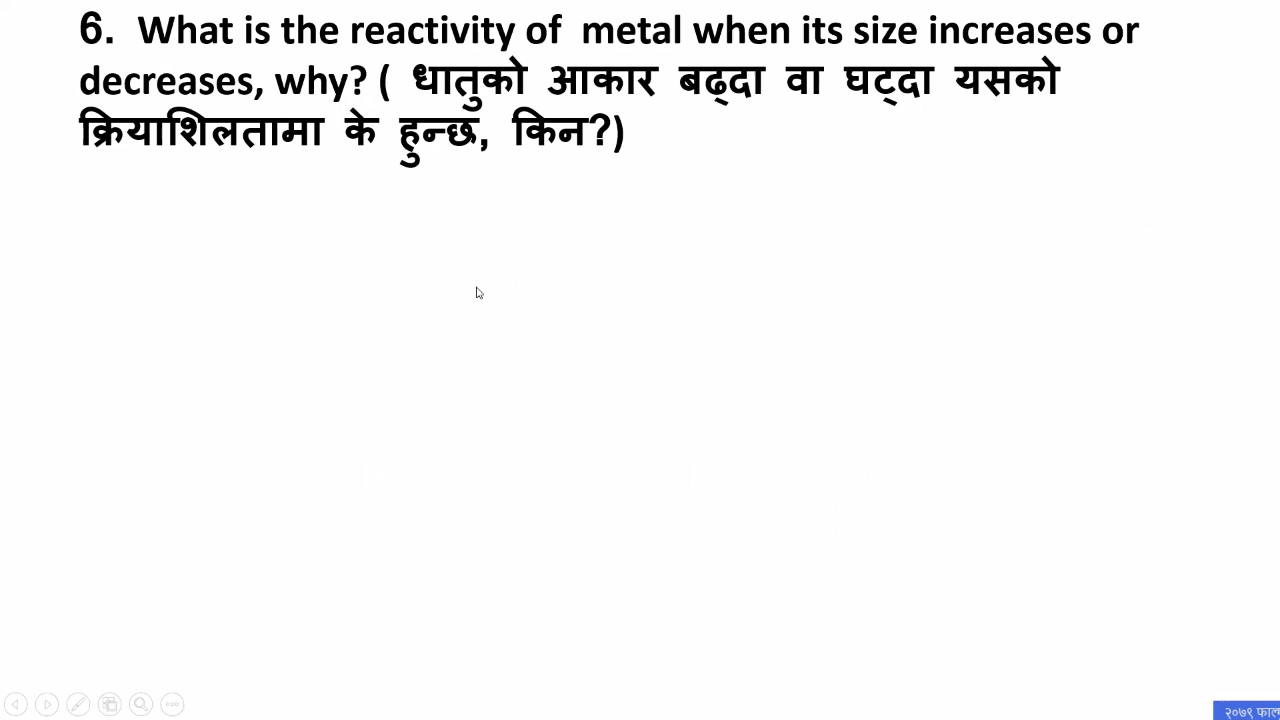 6. What is the reactivity of metal when its size increases or
decreases, why? ( धातुको आकार बढ्दा वा घट्दा यसको
क्रियाशिलतामा के हुन्छ, किन?)
२०७९